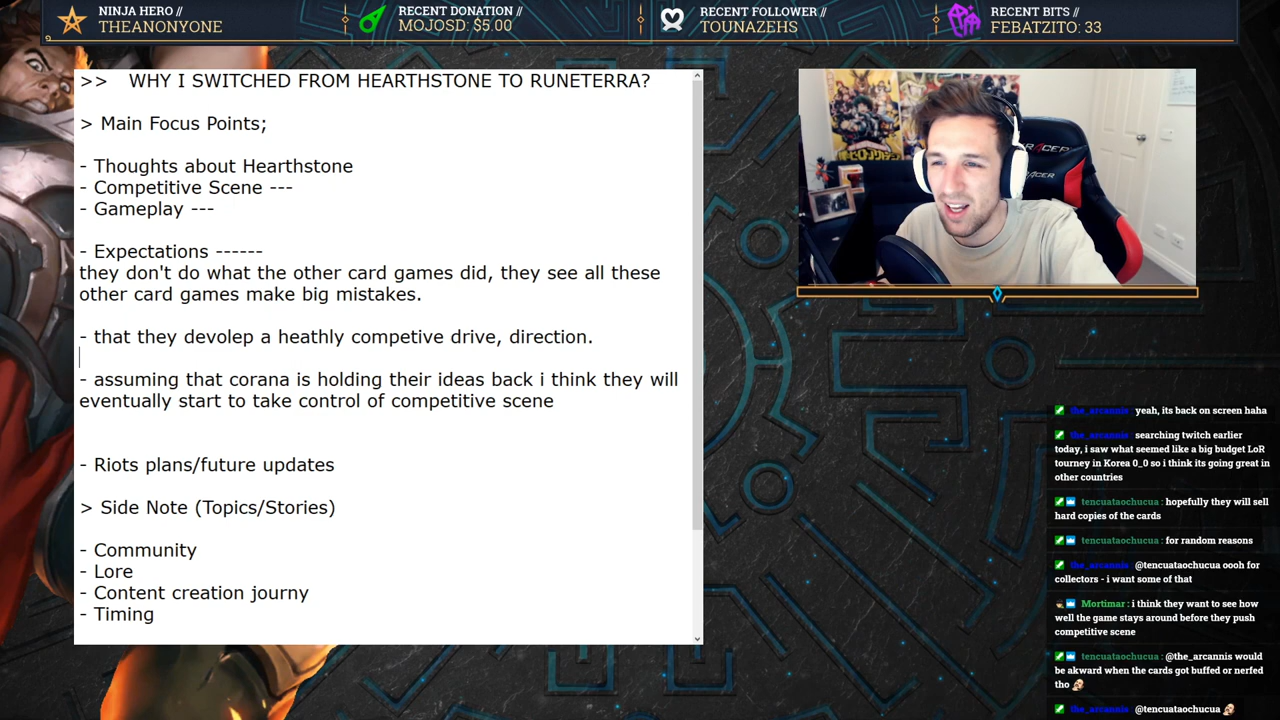 NINJA HERO //
THEANONYONE
RECENT DONATION //
MOJOSD: $5.00
RECENT FOLLOWER //
TOUNAZEHS
RECENT BITS //
FEBATZITO: 33
>> WHY I SWITCHED FROM HEARTHSTONE TO RUNETERRA?
> Main Focus Points;
- Thoughts about Hearthstone
- Competitive Scene ---
- Gameplay ---
- Expectations ------
they don't do what the other card games did, they see all these
other card games make big mistakes.
- that they devolep a heathly competive drive, direction.
- assuming that corana is holding their ideas back i think they will
eventually start to take control of competitive scene
- Riots plans/future updates
> Side Note (Topics/Stories)
- Community
- Lore
- Content creation journy
- Timing
the_arcannis: yeah, its back on screen haha
the_arcannis: searching twitch earlier
today, i saw what seemed like a big budget LoR
tourney in Korea 0_0 so i think its going great in
other countries
tencuataochucua: hopefully they will sell
hard copies of the cards
tencuataochucua: for random reasons
the_arcannis: @tencuataochucua oooh for
collectors - i want some of that
Mortimar: i think they want to see how
well the game stays around before they push
competitive scene
tencuataochucua: @the_arcannis would
be akward when the cards got buffed or nerfed
tho
the_arcannis: @tencuataochucua